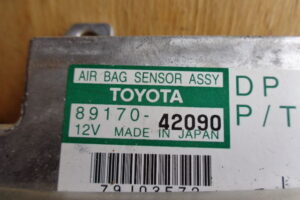 AIR BAG SENSOR ASSY
TOYOTA
89170-42090
12V MADE IN JAPAN
DP
P/T